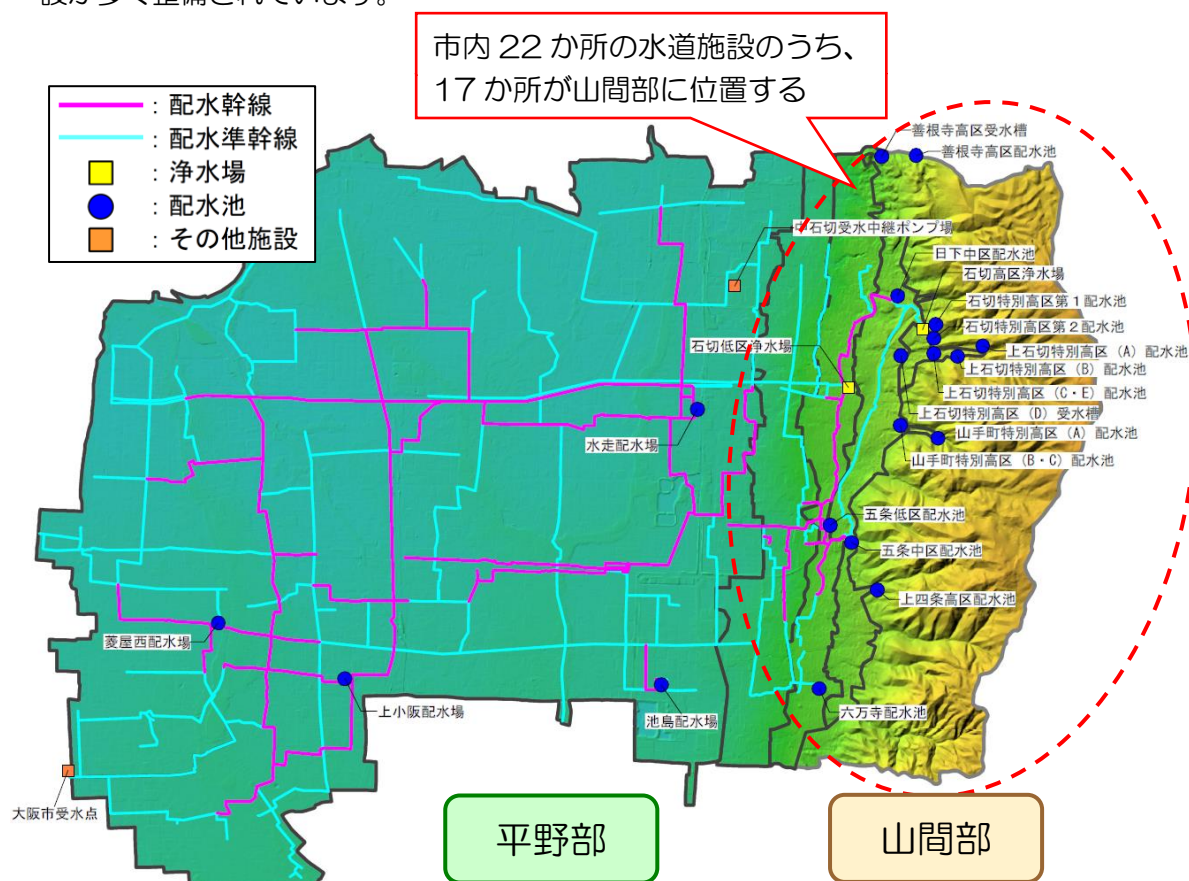 設が多く整備されています。
市内 22 か所の水道施設のうち、
17 か所が山間部に位置する
：配水幹線
：配水準幹線
：浄水場
：配水池
：その他施設
善根寺高区受水槽
善根寺高区配水池
中石切受水中継ポンプ場
日下中区配水池
石切高区浄水場
石切特別高区第1配水池
石切特別高区第2配水池
石切低区浄水場
上石切特別高区（A）配水池
上石切特別高区（B）配水池
上石切特別高区（C・E）配水池
上石切特別高区（D）受水槽
水走配水場
山手町特別高区（A）配水池
山手町特別高区（B・C）配水池
五条低区配水池
五条中区配水池
上四条高区配水池
菱屋西配水場
上小阪配水場
池島配水場
六万寺配水池
大阪市受水点
平野部
山間部